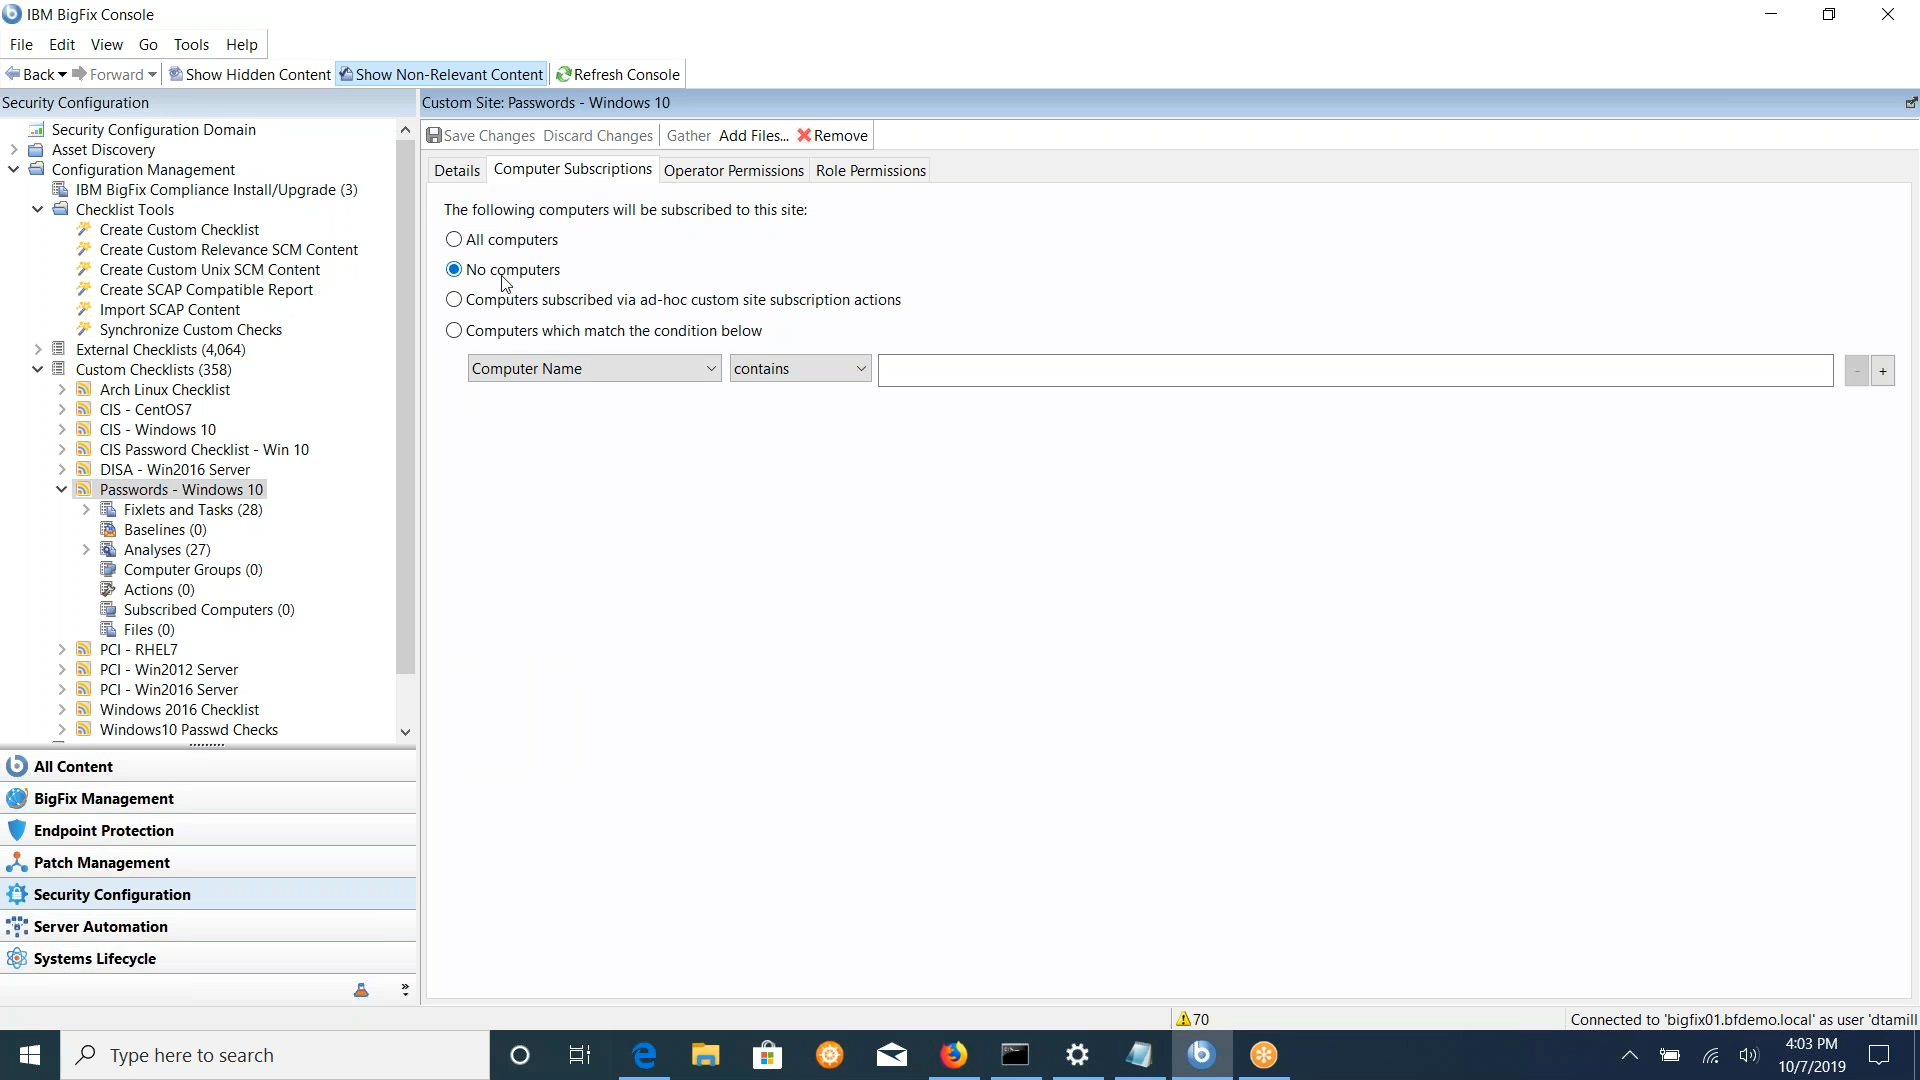 IBM BigFix Console
File Edit View Go Tools Help
Back Forward Show Hidden Content Show Non-Relevant Content Refresh Console
Security Configuration
Security Configuration Domain
Asset Discovery
Configuration Management
IBM BigFix Compliance Install/Upgrade (3)
Checklist Tools
Create Custom Checklist
Create Custom Relevance SCM Content
Create Custom Unix SCM Content
Create SCAP Compatible Report
Import SCAP Content
Synchronize Custom Checks
External Checklists (4,064)
Custom Checklists (358)
Arch Linux Checklist
CIS - CentOS7
CIS - Windows 10
CIS Password Checklist - Win 10
DISA - Win2016 Server
Passwords - Windows 10
Fixlets and Tasks (28)
Baselines (0)
Analyses (27)
Computer Groups (0)
Actions (0)
Subscribed Computers (0)
Files (0)
PCI - RHEL7
PCI - Win2012 Server
PCI - Win2016 Server
Windows 2016 Checklist
Windows10 Passwd Checks
All Content
BigFix Management
Endpoint Protection
Patch Management
Security Configuration
Server Automation
Systems Lifecycle
Custom Site: Passwords - Windows 10
Save Changes Discard Changes Gather Add Files... Remove
Details Computer Subscriptions Operator Permissions Role Permissions
The following computers will be subscribed to this site:
All computers
No computers
Computers subscribed via ad-hoc custom site subscription actions
Computers which match the condition below
Computer Name contains - +
70
Connected to 'bigfix01.bfdemo.local' as user 'dtamill
Type here to search
4:03 PM
10/7/2019